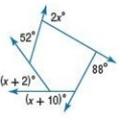 2x°
52°
88°
(x + 2)°
(x + 10)°